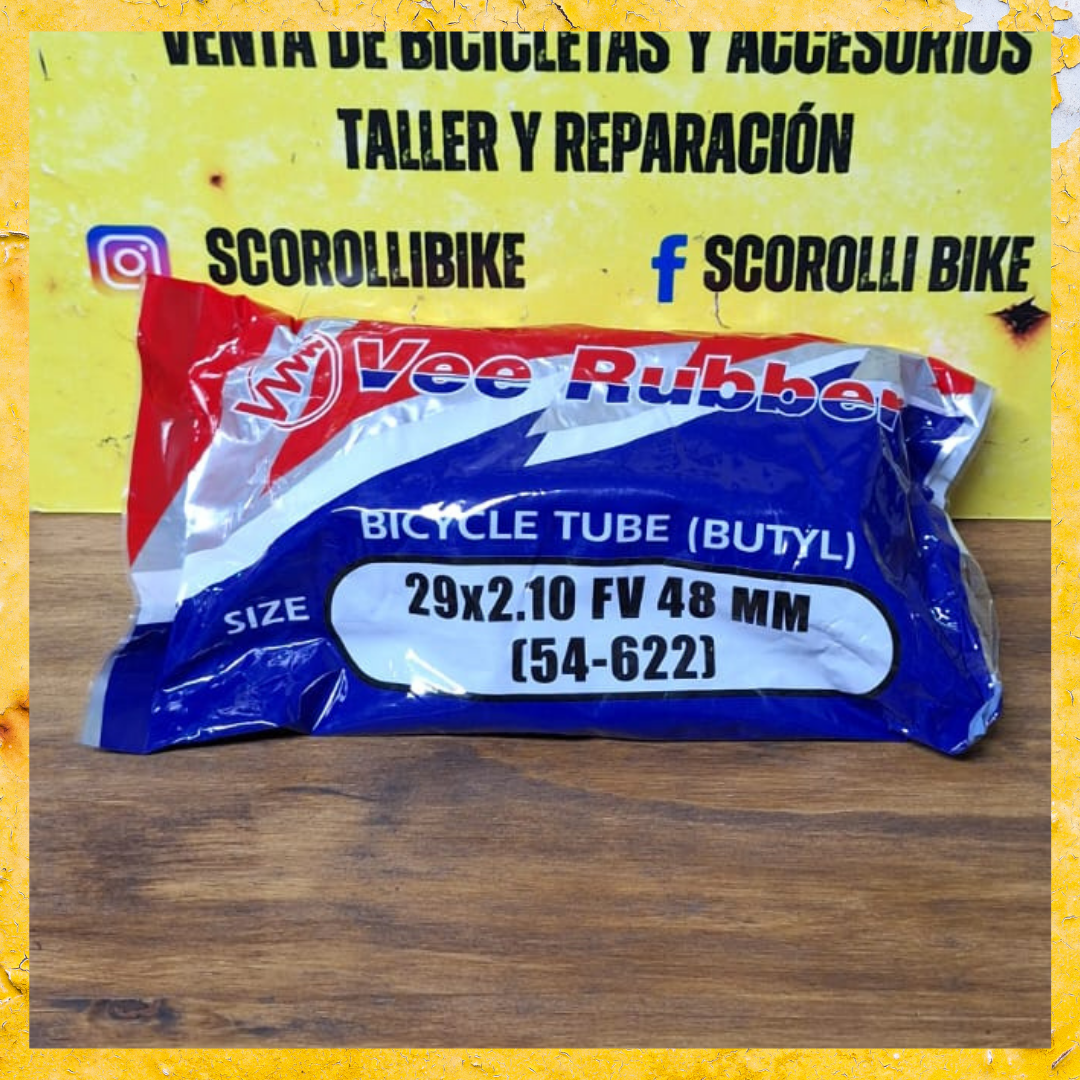 VENTA DE BICICLETAS Y ACCESORIOS
TALLER Y REPARACIÓN
SCOROLLIBIKE
f SCOROLLI BIKE
Vee Rubber
BICYCLE TUBE (BUTYL)
SIZE
29x2.10 FV 48 MM
(54-622)